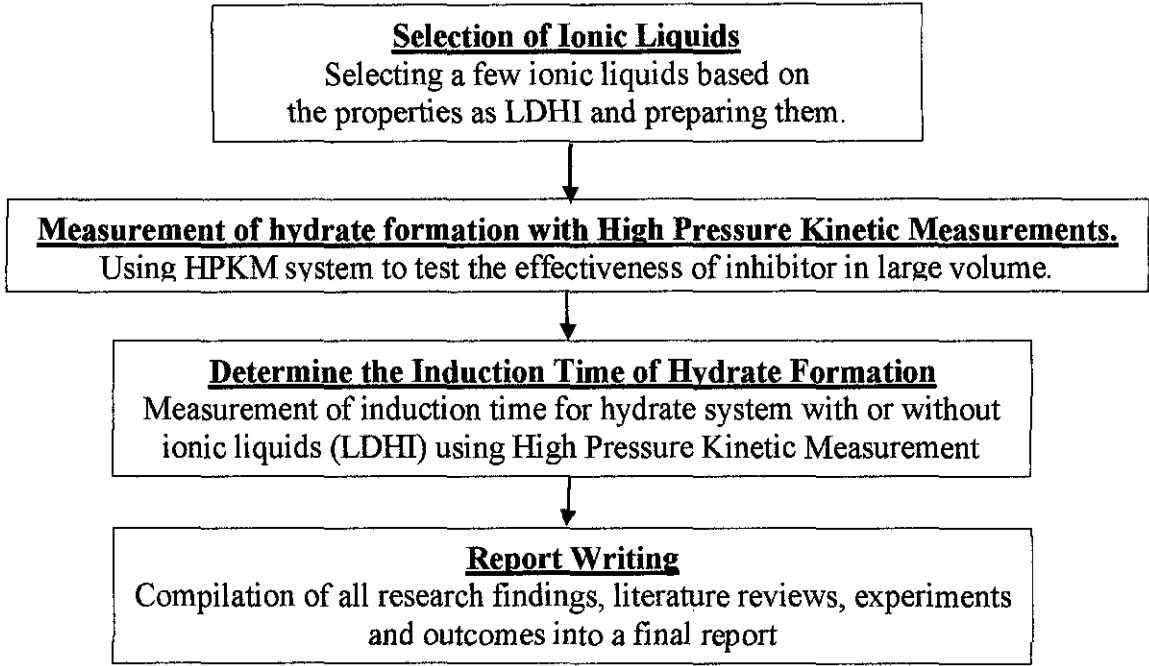 Selection of Ionic Liquids
Selecting a few ionic liquids based on
the properties as LDHI and preparing them.
Measurement of hydrate formation with High Pressure Kinetic Measurements.
Using HPKM system to test the effectiveness of inhibitor in large volume.
Determine the Induction Time of Hydrate Formation
Measurement of induction time for hydrate system with or without
ionic liquids (LDHI) using High Pressure Kinetic Measurement
Report Writing
Compilation of all research findings, literature reviews, experiments
and outcomes into a final report